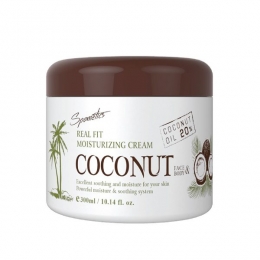 Spometics
REAL FIT
MOISTURIZING CREAM
COCONUT
OIL 20%
COCONUT
FACE &
BODY
Excellent soothing and moisture for your skin
Powerful moisture & soothing system
℮300ml / 10.14 fl. oz.